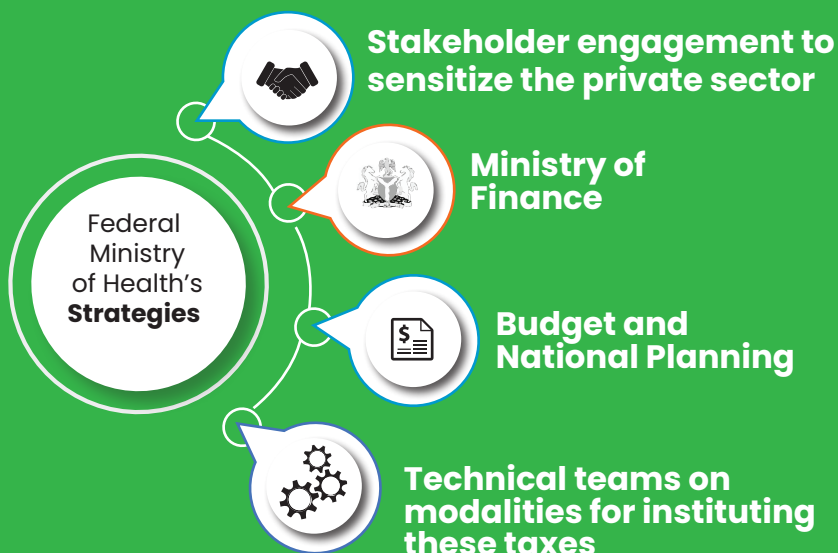 Stakeholder engagement to
sensitize the private sector
Ministry of
Finance
Federal
Ministry
of Health's
Strategies
$
Budget and
National Planning
Technical teams on
modalities for instituting
these taxes